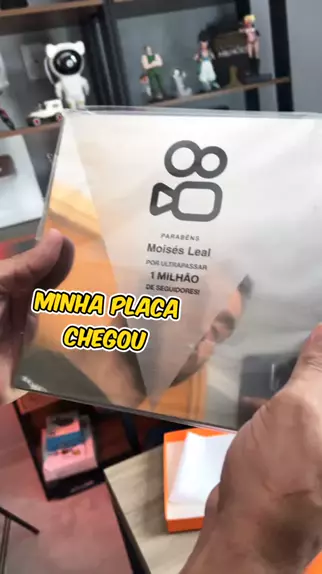 PARABÉNS
Moisés Leal
POR ULTRAPASSAR
1 MILHÃO
DE SEGUIDORES!
MINHA PLACA
CHEGOU